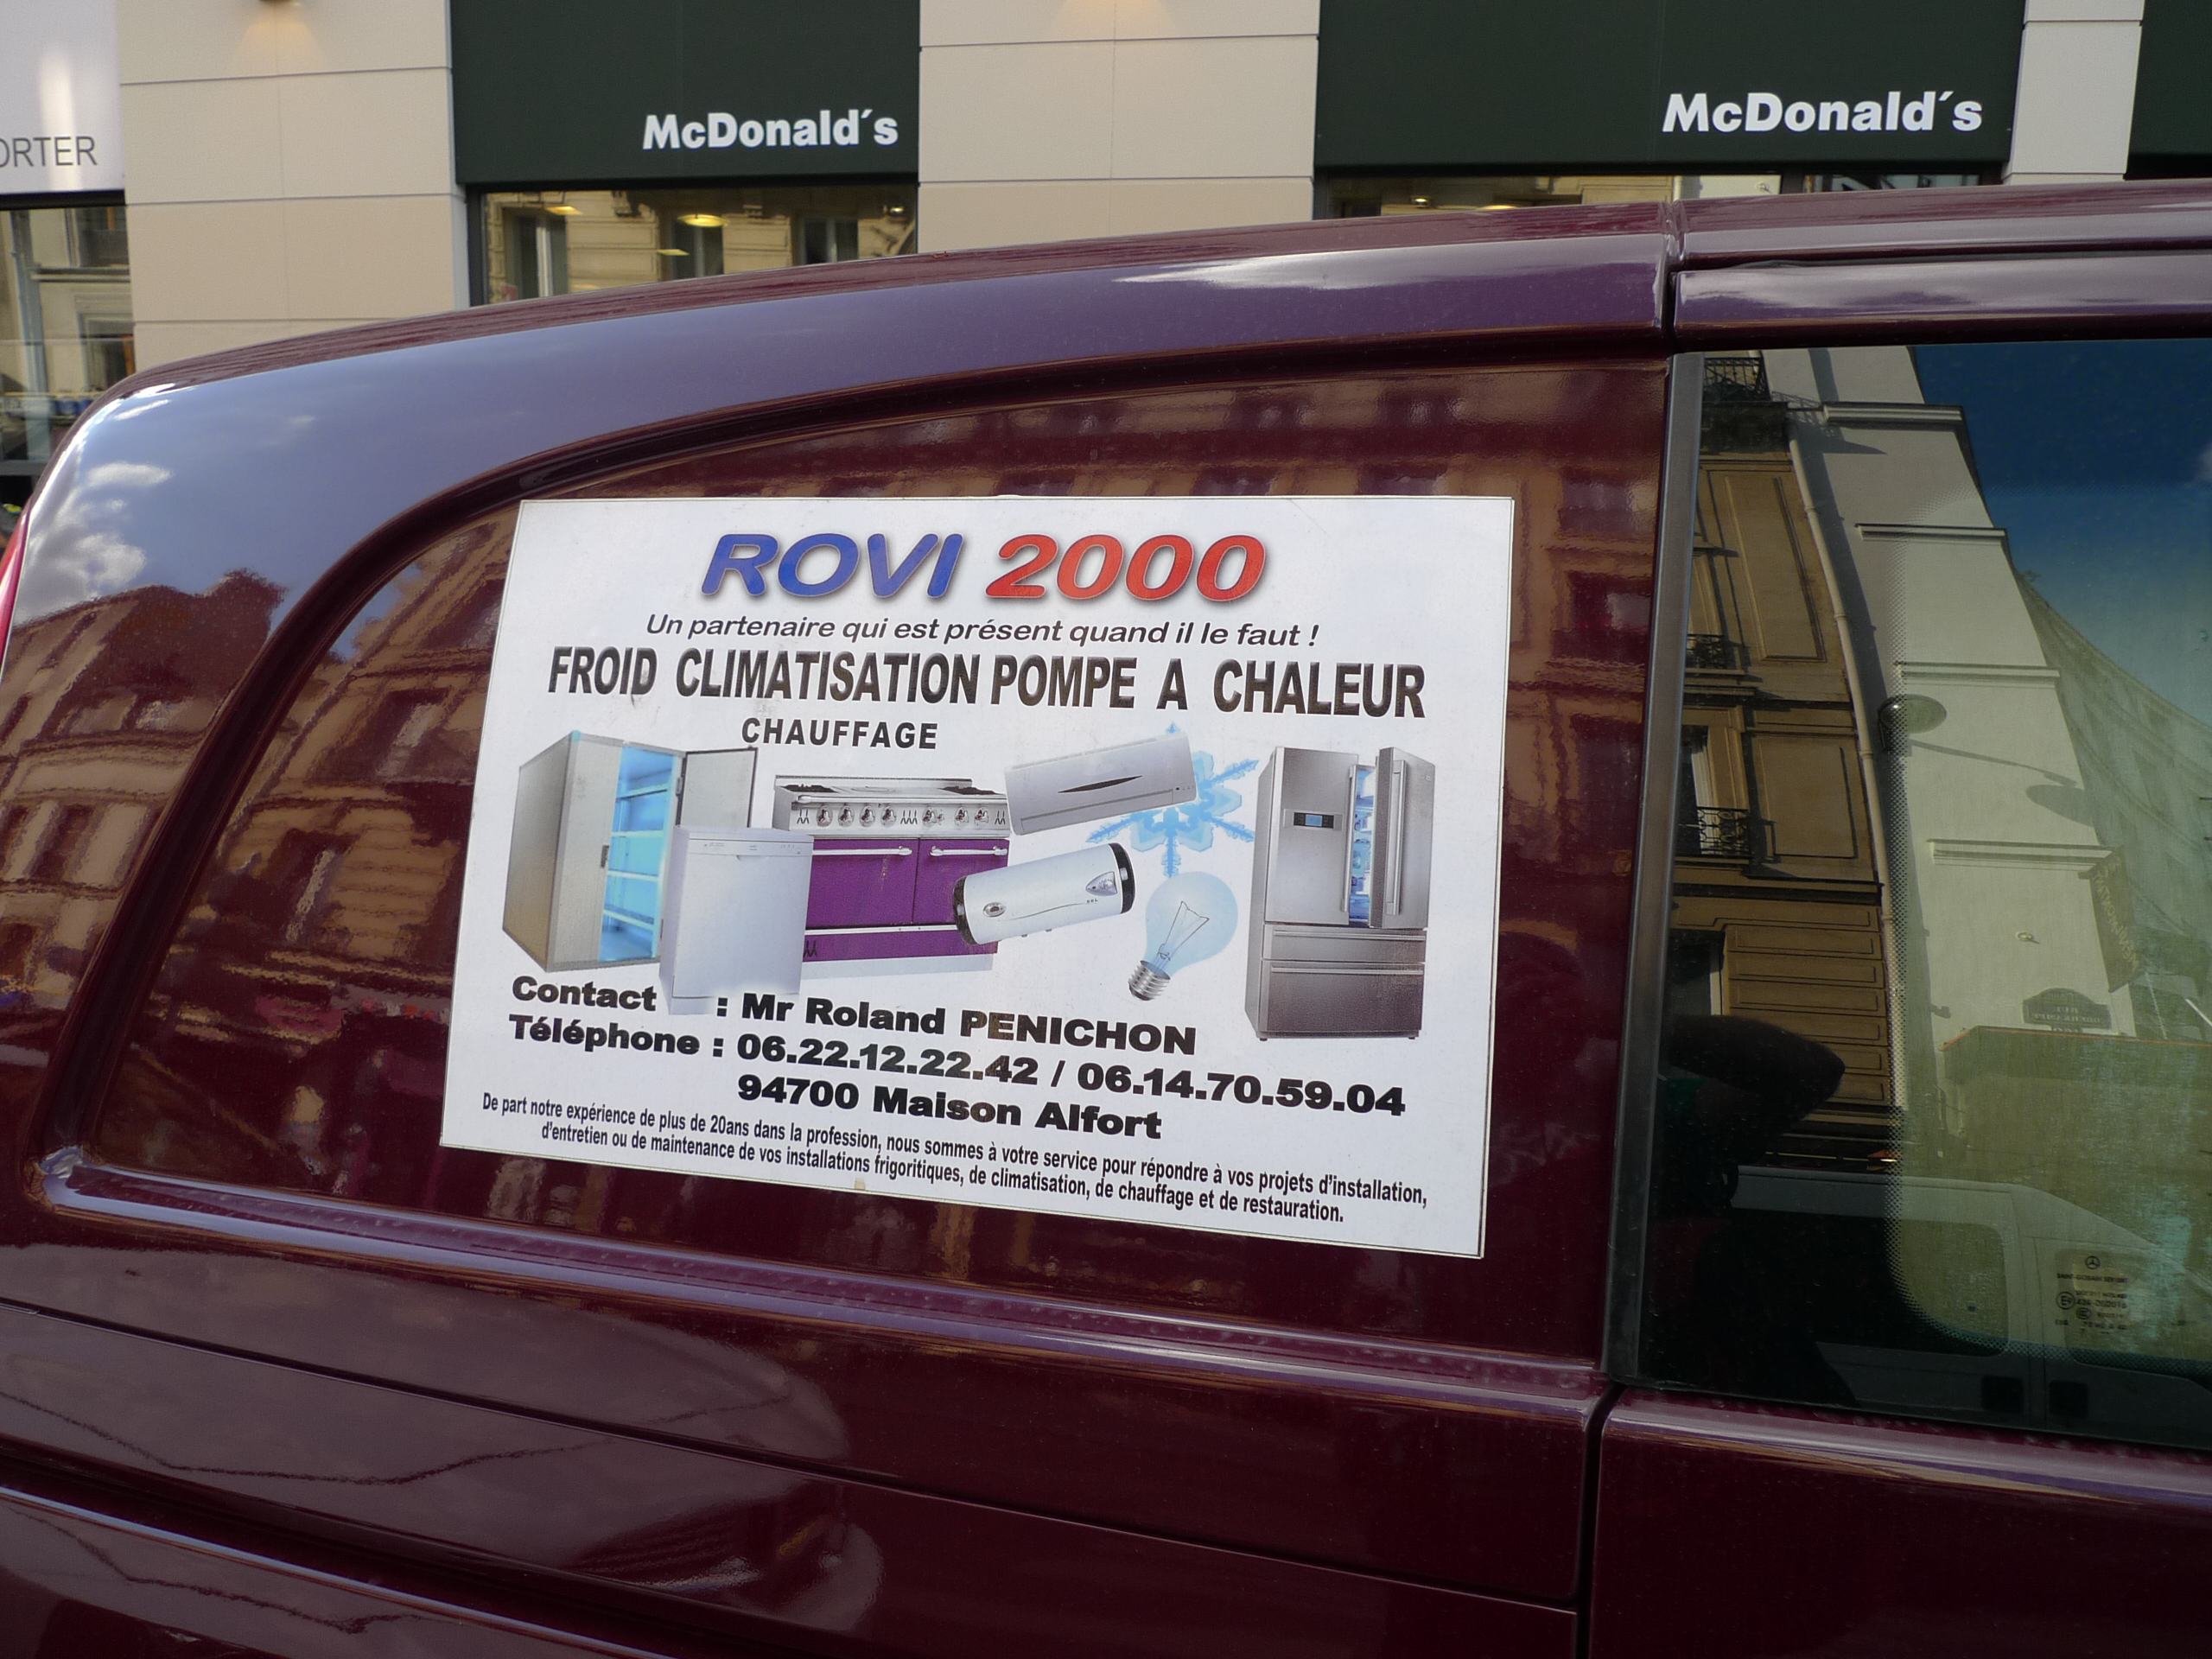 ORTER
McDonald´s
McDonald´s
ROVI 2000
Un partenaire qui est présent quand il le faut !
FROID CLIMATISATION POMPE A CHALEUR
CHAUFFAGE
Contact : Mr Roland PENICHON
Téléphone : 06.22.12.22.42 / 06.14.70.59.04
94700 Maison Alfort
De part notre expérience de plus de 20ans dans la profession, nous sommes à votre service pour répondre à vos projets d'installation,
d'entretien ou de maintenance de vos installations frigoritiques, de climatisation, de chauffage et de restauration.